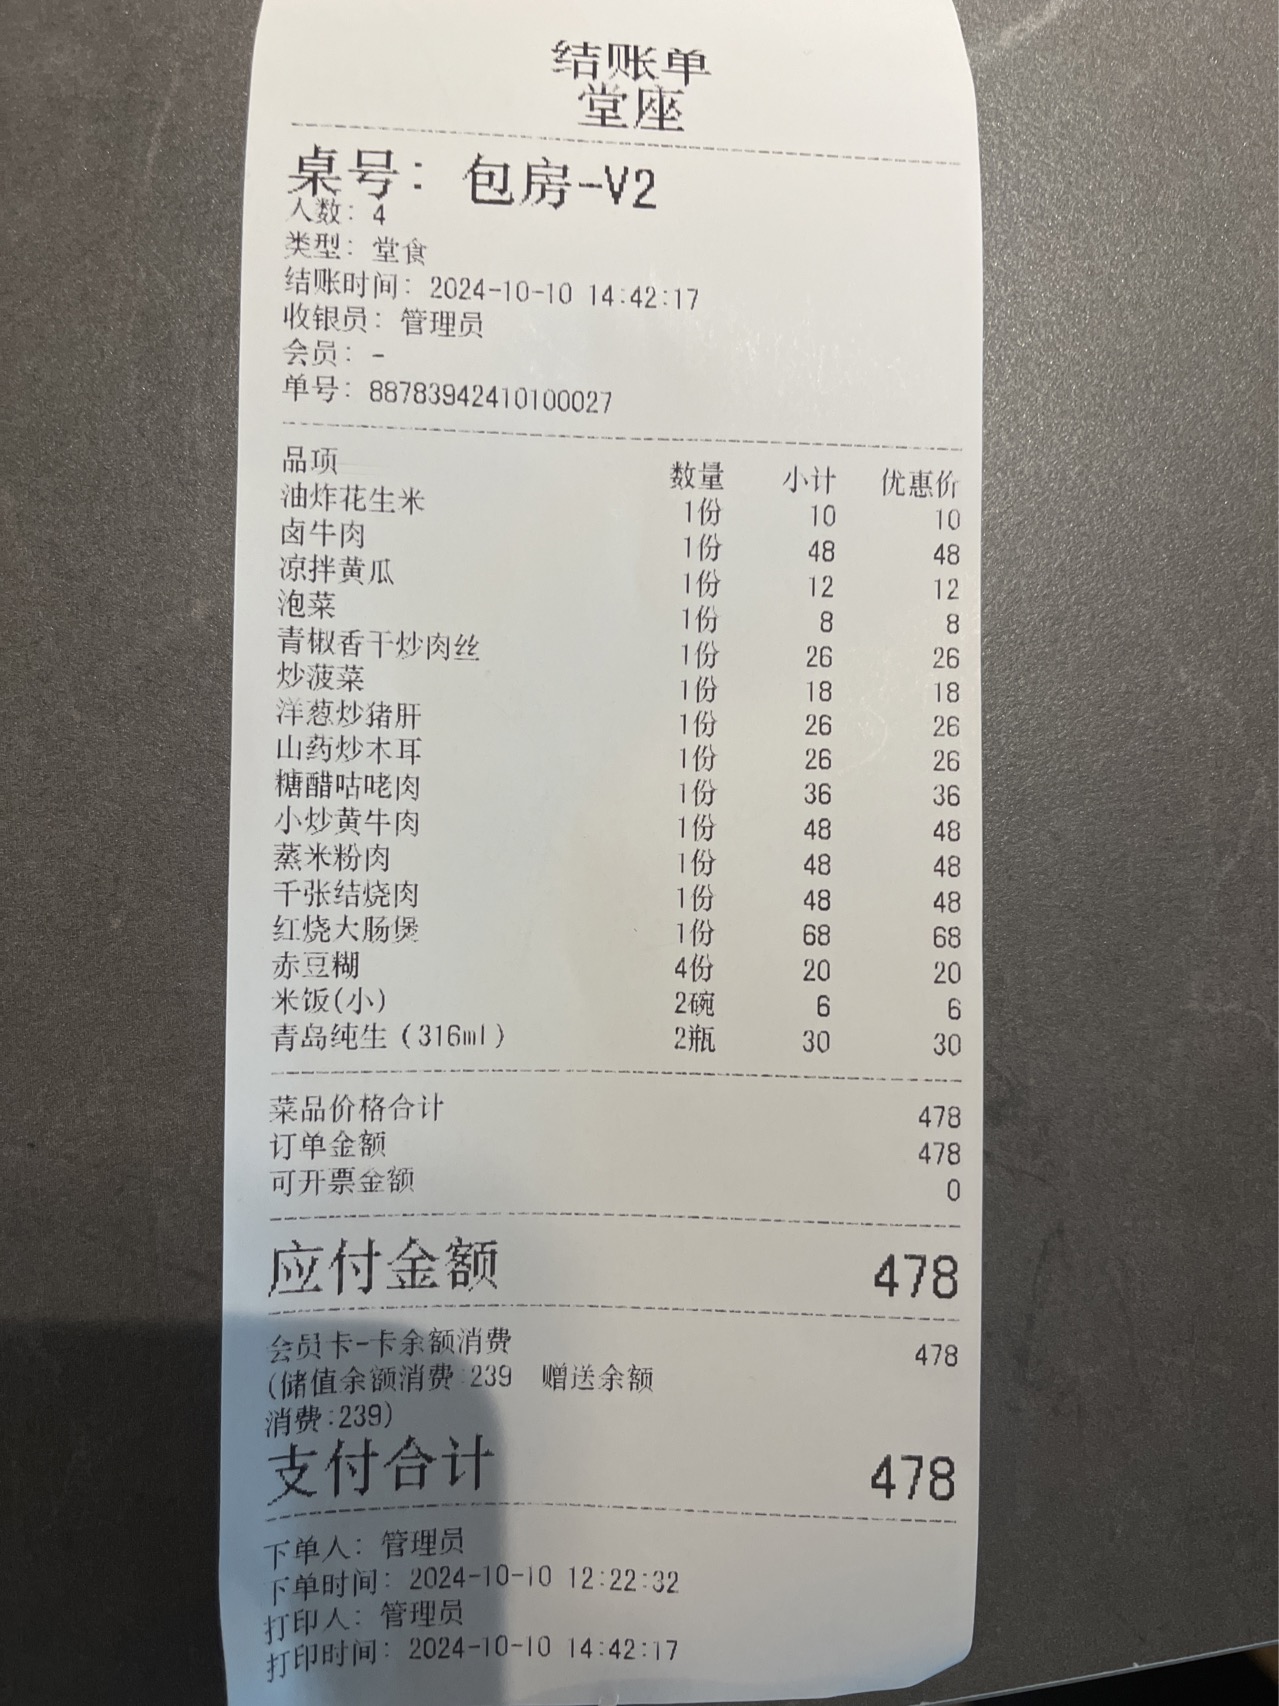 结账单
堂座
桌号：包房-V2
人数：4
类型：堂食
结账时间：2024-10-10 14:42:17
收银员：管理员
会员：-
单号：88783942410100027
品项 数量 小计 优惠价
油炸花生米 1份 10 10
卤牛肉 1份 48 48
凉拌黄瓜 1份 12 12
泡菜 1份 8 8
青椒香干炒肉丝 1份 26 26
炒菠菜 1份 18 18
洋葱炒猪肝 1份 26 26
山药炒木耳 1份 26 26
糖醋咕咾肉 1份 36 36
小炒黄牛肉 1份 48 48
蒸米粉肉 1份 48 48
千张结烧肉 1份 48 48
红烧大肠煲 1份 68 68
赤豆糊 4份 20 20
米饭(小) 2碗 6 6
青岛纯生（316ml） 2瓶 30 30
菜品价格合计 478
订单金额 478
可开票金额 0
应付金额 478
会员卡-卡余额消费 478
(储值余额消费:239 赠送余额
消费:239)
支付合计 478
下单人：管理员
下单时间：2024-10-10 12:22:32
打印人：管理员
打印时间：2024-10-10 14:42:17